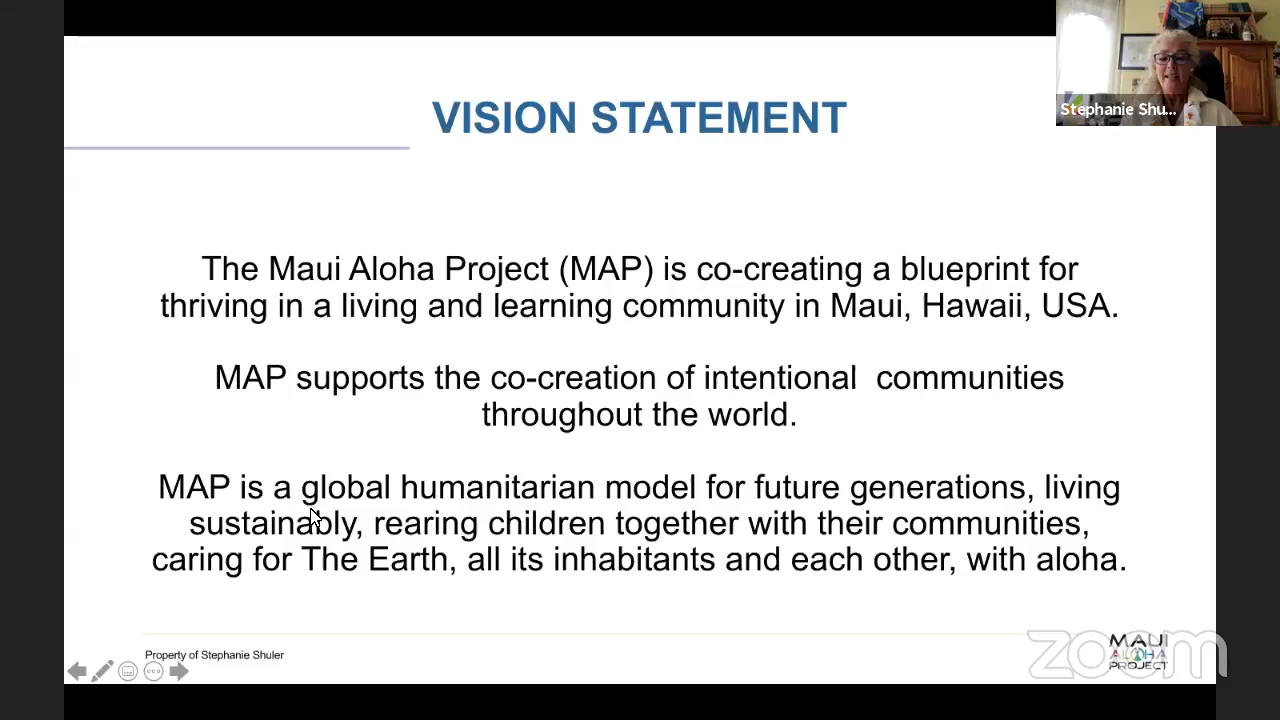 VISION STATEMENT
Stephanie Shu...
The Maui Aloha Project (MAP) is co-creating a blueprint for
thriving in a living and learning community in Maui, Hawaii, USA.
MAP supports the co-creation of intentional  communities
throughout the world.
MAP is a global humanitarian model for future generations, living
sustainably, rearing children together with their communities,
caring for The Earth, all its inhabitants and each other, with aloha.
Property of Stephanie Shuler
MAUI
ALOHA
PROJECT
zoom